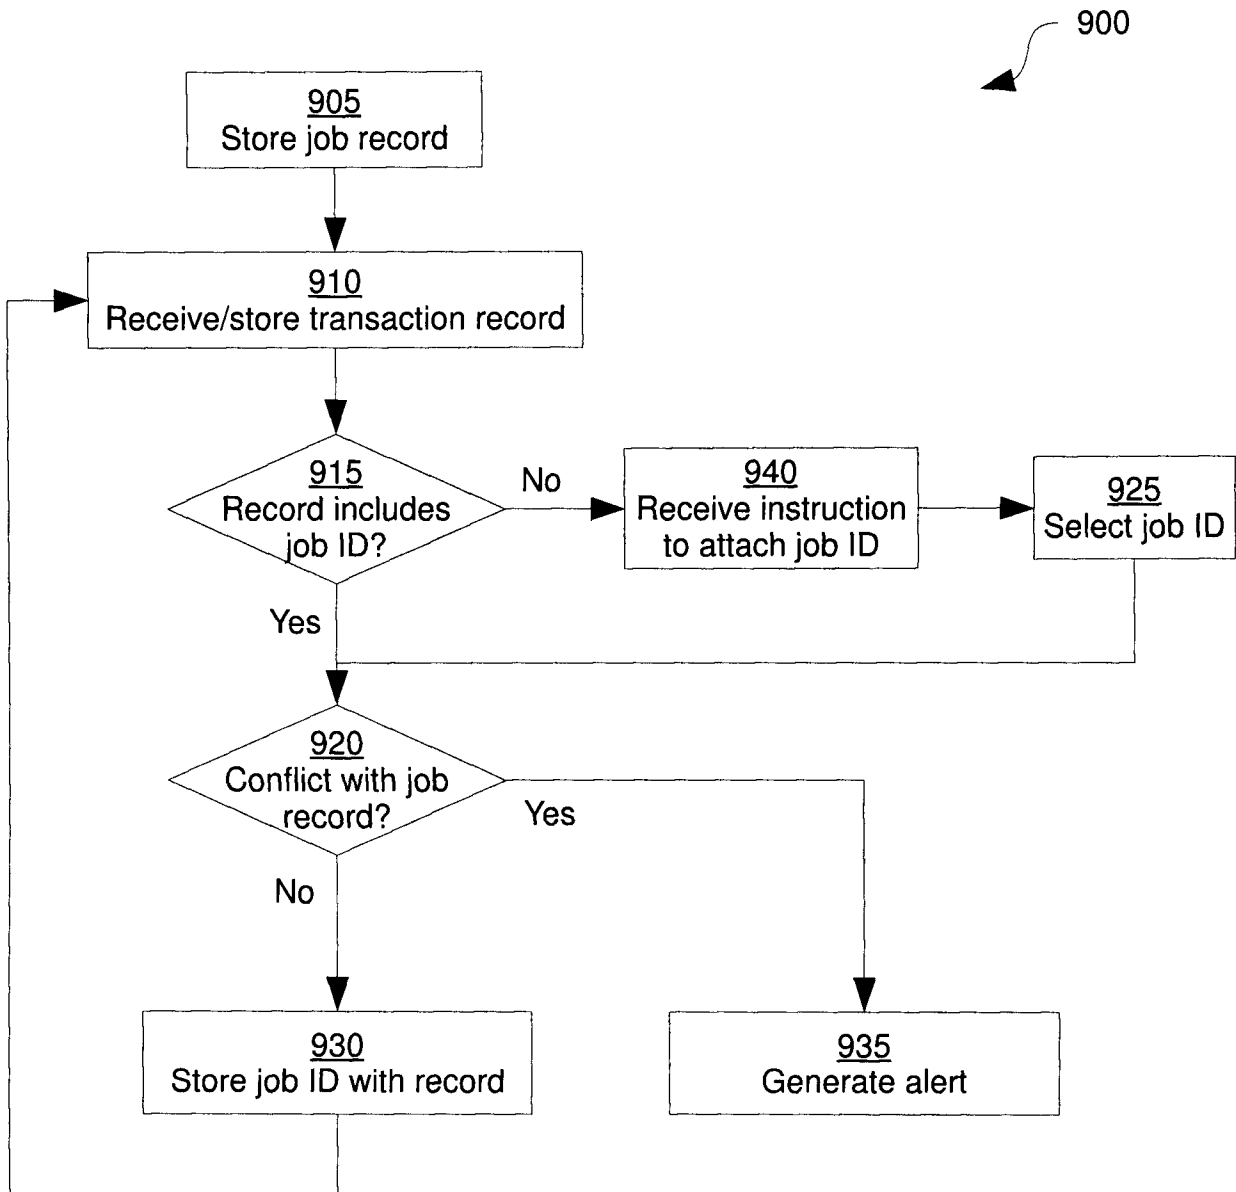 900
905
Store job record
910
Receive/store transaction record
915
Record includes
job ID?
No
940
Receive instruction
to attach job ID
925
Select job ID
Yes
920
Conflict with job
record?
Yes
No
930
Store job ID with record
935
Generate alert